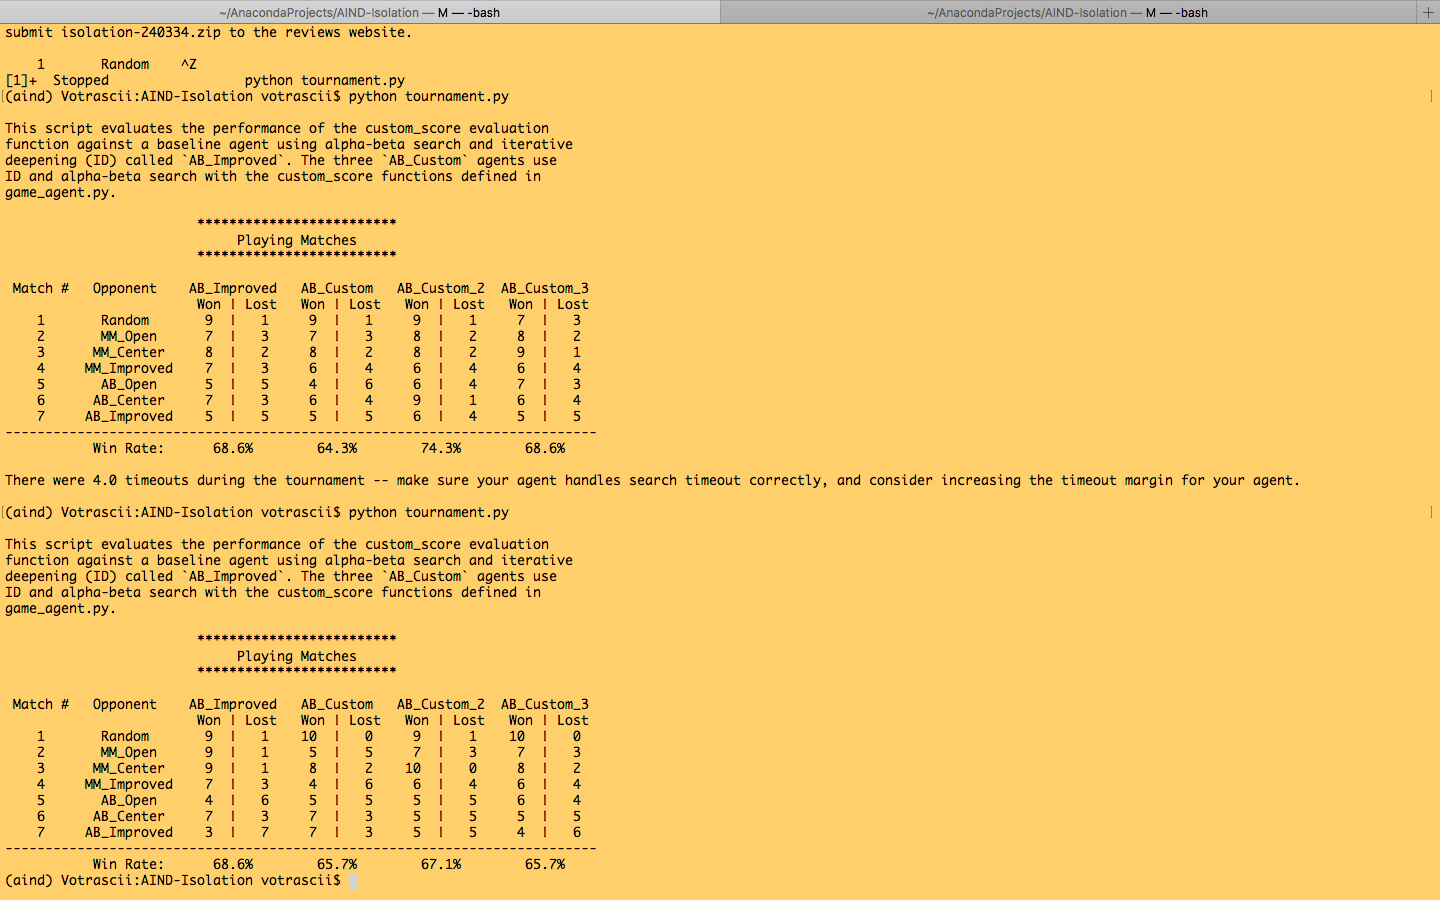 ~/AnacondaProjects/AIND-Isolation — M — -bash ~/AnacondaProjects/AIND-Isolation — M — -bash +
submit isolation-240334.zip to the reviews website.
1 Random ^Z
[1]+ Stopped python tournament.py
[(aind) Votrascii:AIND-Isolation votrascii$ python tournament.py ]
This script evaluates the performance of the custom_score evaluation
function against a baseline agent using alpha-beta search and iterative
deepening (ID) called `AB_Improved`. The three `AB_Custom` agents use
ID and alpha-beta search with the custom_score functions defined in
game_agent.py.
*************************
Playing Matches
*************************
Match # Opponent AB_Improved AB_Custom AB_Custom_2 AB_Custom_3
Won | Lost Won | Lost Won | Lost Won | Lost
1 Random 9 | 1 9 | 1 9 | 1 7 | 3
2 MM_Open 7 | 3 7 | 3 8 | 2 8 | 2
3 MM_Center 8 | 2 8 | 2 8 | 2 9 | 1
4 MM_Improved 7 | 3 6 | 4 6 | 4 6 | 4
5 AB_Open 5 | 5 4 | 6 6 | 4 7 | 3
6 AB_Center 7 | 3 6 | 4 9 | 1 6 | 4
7 AB_Improved 5 | 5 5 | 5 6 | 4 5 | 5
--------------------------------------------------------------------------
Win Rate: 68.6% 64.3% 74.3% 68.6%
There were 4.0 timeouts during the tournament -- make sure your agent handles search timeout correctly, and consider increasing the timeout margin for your agent.
[(aind) Votrascii:AIND-Isolation votrascii$ python tournament.py ]
This script evaluates the performance of the custom_score evaluation
function against a baseline agent using alpha-beta search and iterative
deepening (ID) called `AB_Improved`. The three `AB_Custom` agents use
ID and alpha-beta search with the custom_score functions defined in
game_agent.py.
*************************
Playing Matches
*************************
Match # Opponent AB_Improved AB_Custom AB_Custom_2 AB_Custom_3
Won | Lost Won | Lost Won | Lost Won | Lost
1 Random 9 | 1 10 | 0 9 | 1 10 | 0
2 MM_Open 9 | 1 5 | 5 7 | 3 7 | 3
3 MM_Center 9 | 1 8 | 2 10 | 0 8 | 2
4 MM_Improved 7 | 3 4 | 6 6 | 4 6 | 4
5 AB_Open 4 | 6 5 | 5 5 | 5 6 | 4
6 AB_Center 7 | 3 7 | 3 5 | 5 5 | 5
7 AB_Improved 3 | 7 7 | 3 5 | 5 4 | 6
--------------------------------------------------------------------------
Win Rate: 68.6% 65.7% 67.1% 65.7%
(aind) Votrascii:AIND-Isolation votrascii$